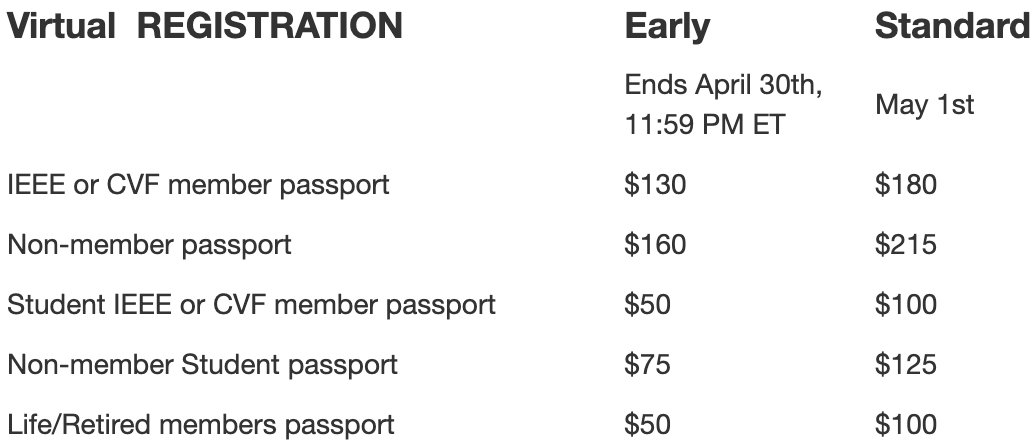 Virtual REGISTRATION Early Standard
Ends April 30th,
11:59 PM ET
May 1st
IEEE or CVF member passport $130 $180
Non-member passport $160 $215
Student IEEE or CVF member passport $50 $100
Non-member Student passport $75 $125
Life/Retired members passport $50 $100